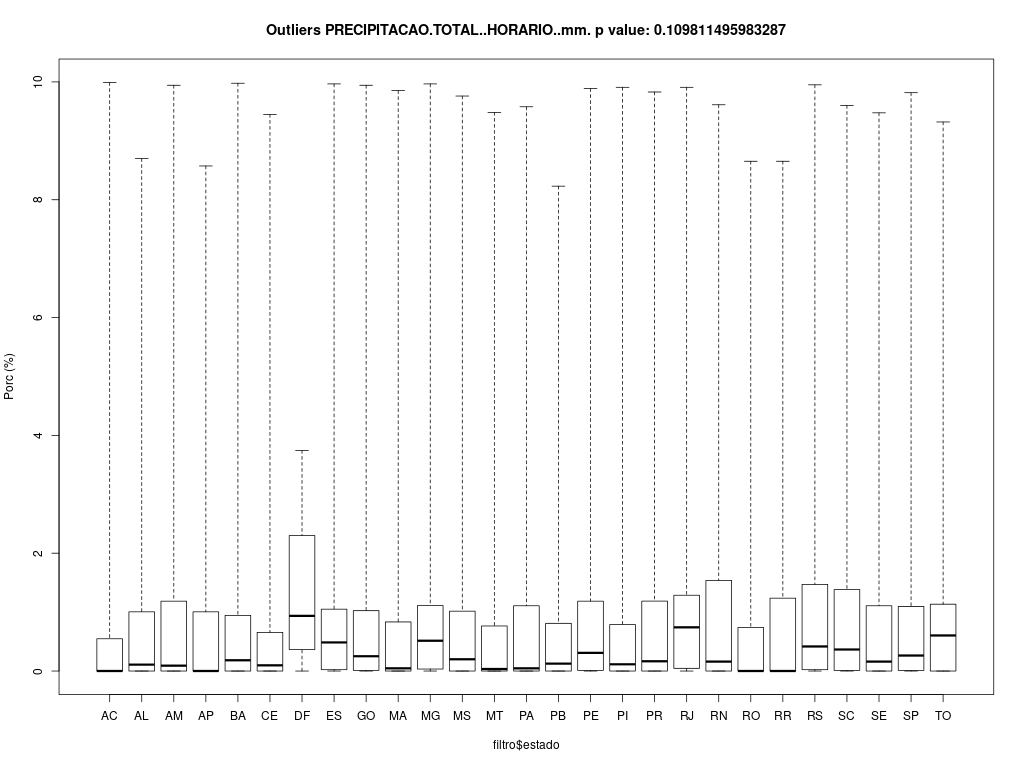 Outliers PRECIPITACAO.TOTAL..HORARIO..mm. p value: 0.109811495983287
10
8
6
4
2
0
Porc (%)
AC AL AM AP BA CE DF ES GO MA MG MS MT PA PB PE PI PR RJ RN RO RR RS SC SE SP TO
filtro$estado